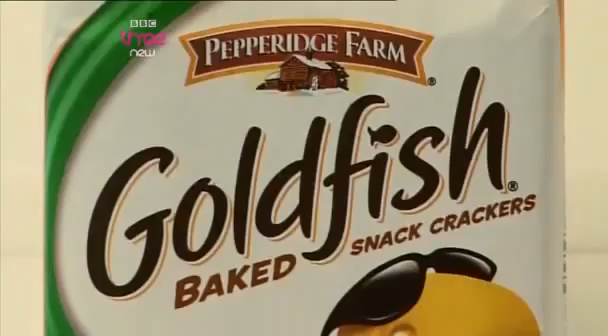 BBC
three
new
PEPPERIDGE FARM
®
Goldfish®
BAKED SNACK CRACKERS